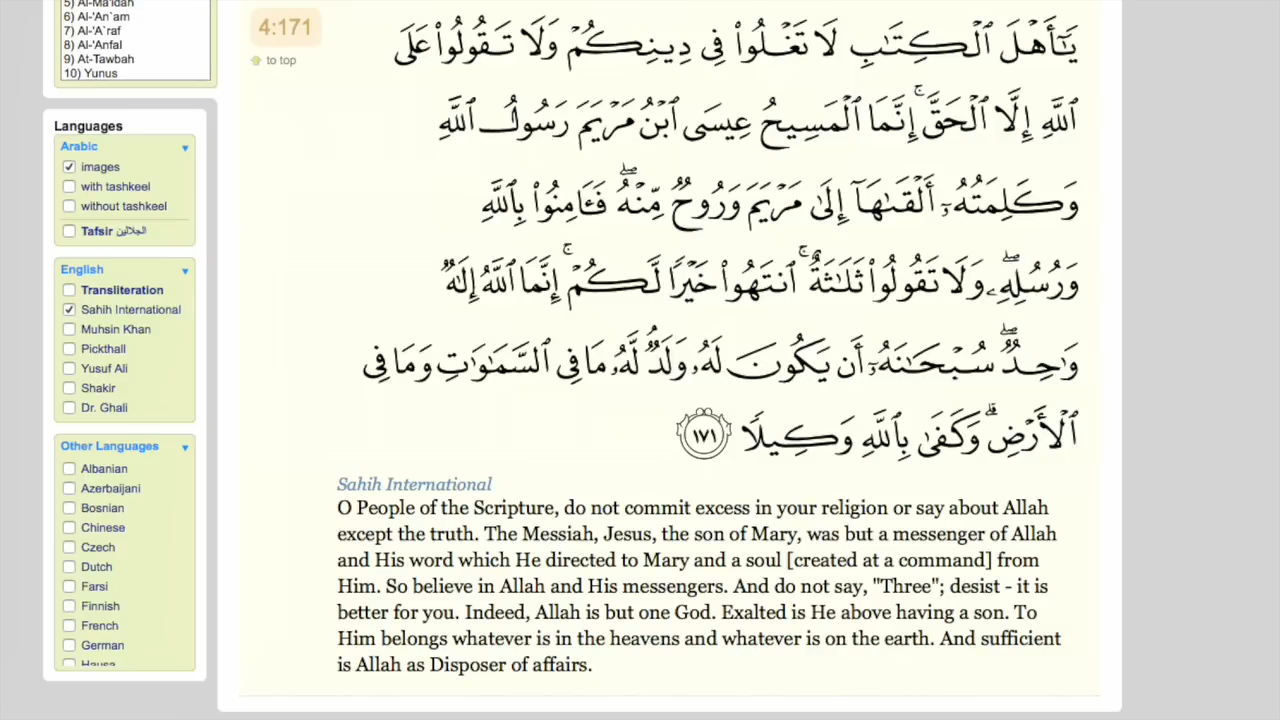 5) Al-Ma'idah
6) Al-'An`am
7) Al-'A`raf
8) Al-'Anfal
9) At-Tawbah
10) Yunus
Languages
Arabic
images
with tashkeel
without tashkeel
Tafsir الجلالين
English
Transliteration
Sahih International
Muhsin Khan
Pickthall
Yusuf Ali
Shakir
Dr. Ghali
Other Languages
Albanian
Azerbaijani
Bosnian
Chinese
Czech
Dutch
Farsi
Finnish
French
German
Hausa
4:171
to top
يَـٰٓأَهْلَ ٱلْكِتَـٰبِ لَا تَغْلُوا۟ فِى دِينِكُمْ وَلَا تَقُولُوا۟ عَلَى
ٱللَّهِ إِلَّا ٱلْحَقَّ ۚ إِنَّمَا ٱلْمَسِيحُ عِيسَى ٱبْنُ مَرْيَمَ رَسُولُ ٱللَّهِ
وَكَلِمَتُهُۥٓ أَلْقَىٰهَآ إِلَىٰ مَرْيَمَ وَرُوحٌ مِّنْهُ ۖ فَـَٔامِنُوا۟ بِٱللَّهِ
وَرُسُلِهِۦ ۖ وَلَا تَقُولُوا۟ ثَلَـٰثَةٌ ۚ ٱنتَهُوا۟ خَيْرًا لَّكُمْ ۚ إِنَّمَا ٱللَّهُ إِلَـٰهٌ
وَٰحِدٌ ۖ سُبْحَـٰنَهُۥٓ أَن يَكُونَ لَهُۥ وَلَدٌ ۘ لَّهُۥ مَا فِى ٱلسَّمَـٰوَٰتِ وَمَا فِى
ٱلْأَرْضِ ۗ وَكَفَىٰ بِٱللَّهِ وَكِيلًا ١٧١
Sahih International
O People of the Scripture, do not commit excess in your religion or say about Allah
except the truth. The Messiah, Jesus, the son of Mary, was but a messenger of Allah
and His word which He directed to Mary and a soul [created at a command] from
Him. So believe in Allah and His messengers. And do not say, "Three"; desist - it is
better for you. Indeed, Allah is but one God. Exalted is He above having a son. To
Him belongs whatever is in the heavens and whatever is on the earth. And sufficient
is Allah as Disposer of affairs.